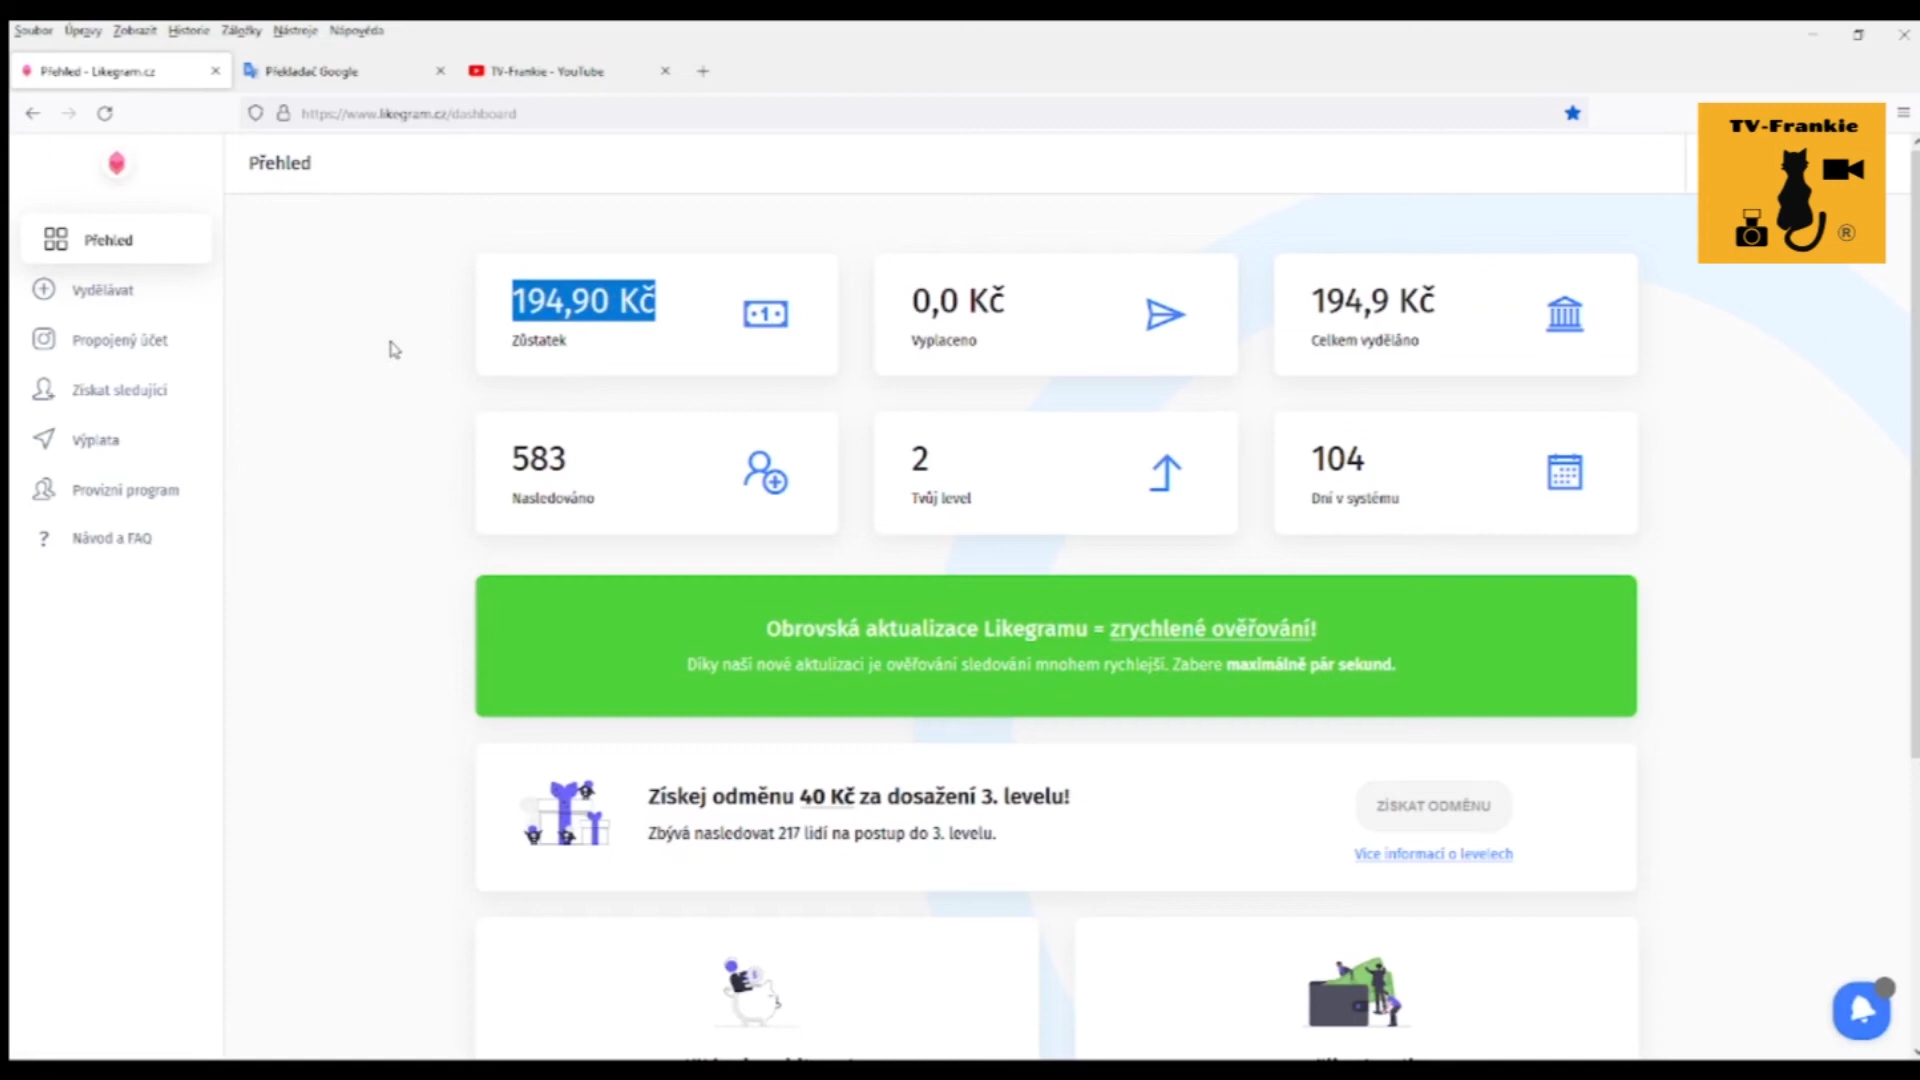 Soubor Úpravy Zobrazit Historie Záložky Nástroje Nápověda
Přehled - Likegram.cz
Překladač Google
TV-Frankie - YouTube
https://www.likegram.cz/dashboard
TV-Frankie
®
Přehled
Přehled
Vydělávat
Propojený účet
Získat sledující
Výplata
Provizní program
Návod a FAQ
194,90 Kč
Zůstatek
0,0 Kč
Vyplaceno
194,9 Kč
Celkem vyděláno
583
Nasledováno
2
Tvůj level
104
Dní v systému
Obrovská aktualizace Likegramu = zrychlené ověřování!
Díky naší nové aktulizaci je ověřování sledování mnohem rychlejší. Zabere maximálně pár sekund.
Získej odměnu 40 Kč za dosažení 3. levelu!
Zbývá nasledovat 217 lidí na postup do 3. levelu.
ZÍSKAT ODMĚNU
Více informací o levelech